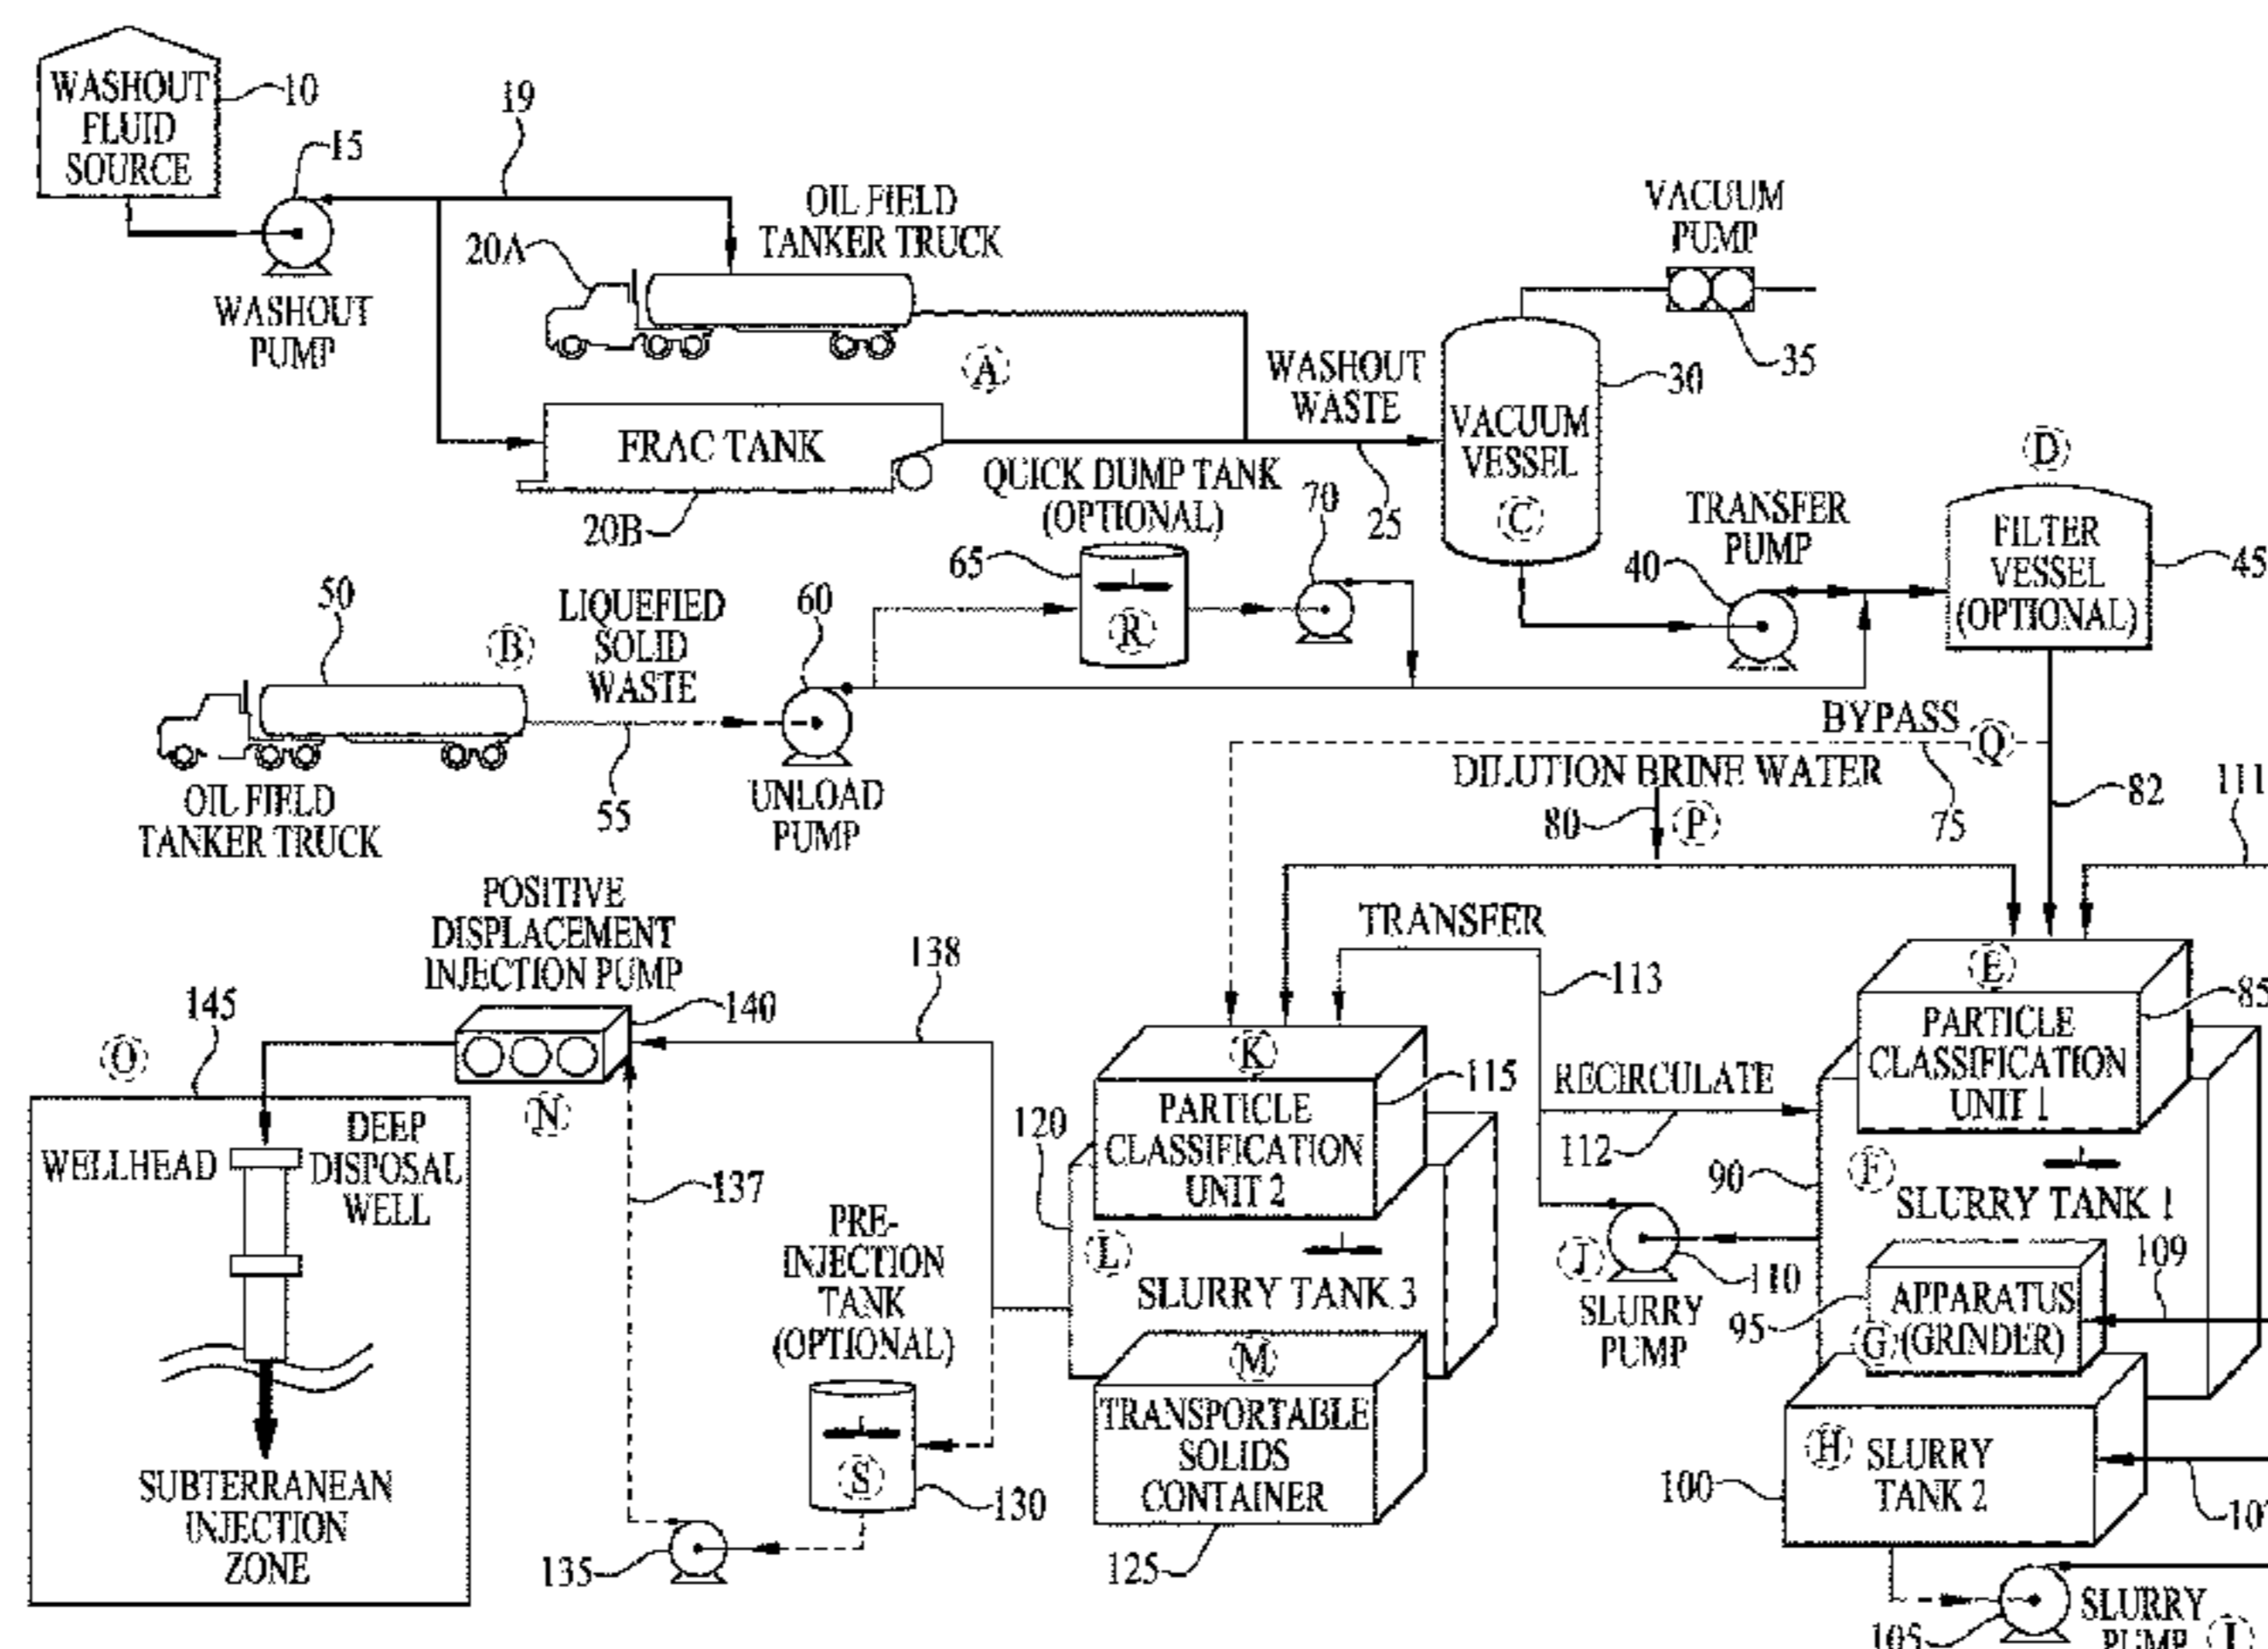 WASHOUT
FLUID
SOURCE
10
15
WASHOUT
PUMP
19
OIL FIELD
TANKER TRUCK
20A
A
FRAC TANK
20B
WASHOUT
WASTE
25
VACUUM
PUMP
35
VACUUM
VESSEL
C
30
TRANSFER
PUMP
40
D
FILTER
VESSEL
(OPTIONAL)
45
QUICK DUMP TANK
(OPTIONAL)
65
R
70
50
B
LIQUEFIED
SOLID
WASTE
55
OIL FIELD
TANKER TRUCK
60
UNLOAD
PUMP
BYPASS
Q
75
DILUTION BRINE WATER
80
P
82
111
POSITIVE
DISPLACEMENT
INJECTION PUMP
140
N
138
145
O
WELLHEAD
DEEP
DISPOSAL
WELL
SUBTERRANEAN
INJECTION
ZONE
137
135
PRE-
INJECTION
TANK
(OPTIONAL)
S
130
TRANSFER
113
RECIRCULATE
112
K
PARTICLE
CLASSIFICATION
UNIT 2
115
120
L
SLURRY TANK 3
M
TRANSPORTABLE
SOLIDS
CONTAINER
125
J
110
SLURRY
PUMP
E
PARTICLE
CLASSIFICATION
UNIT 1
85
90
F
SLURRY TANK 1
109
95
APPARATUS
G
(GRINDER)
H
SLURRY
TANK 2
100
10
105
SLURRY
PUMP
I